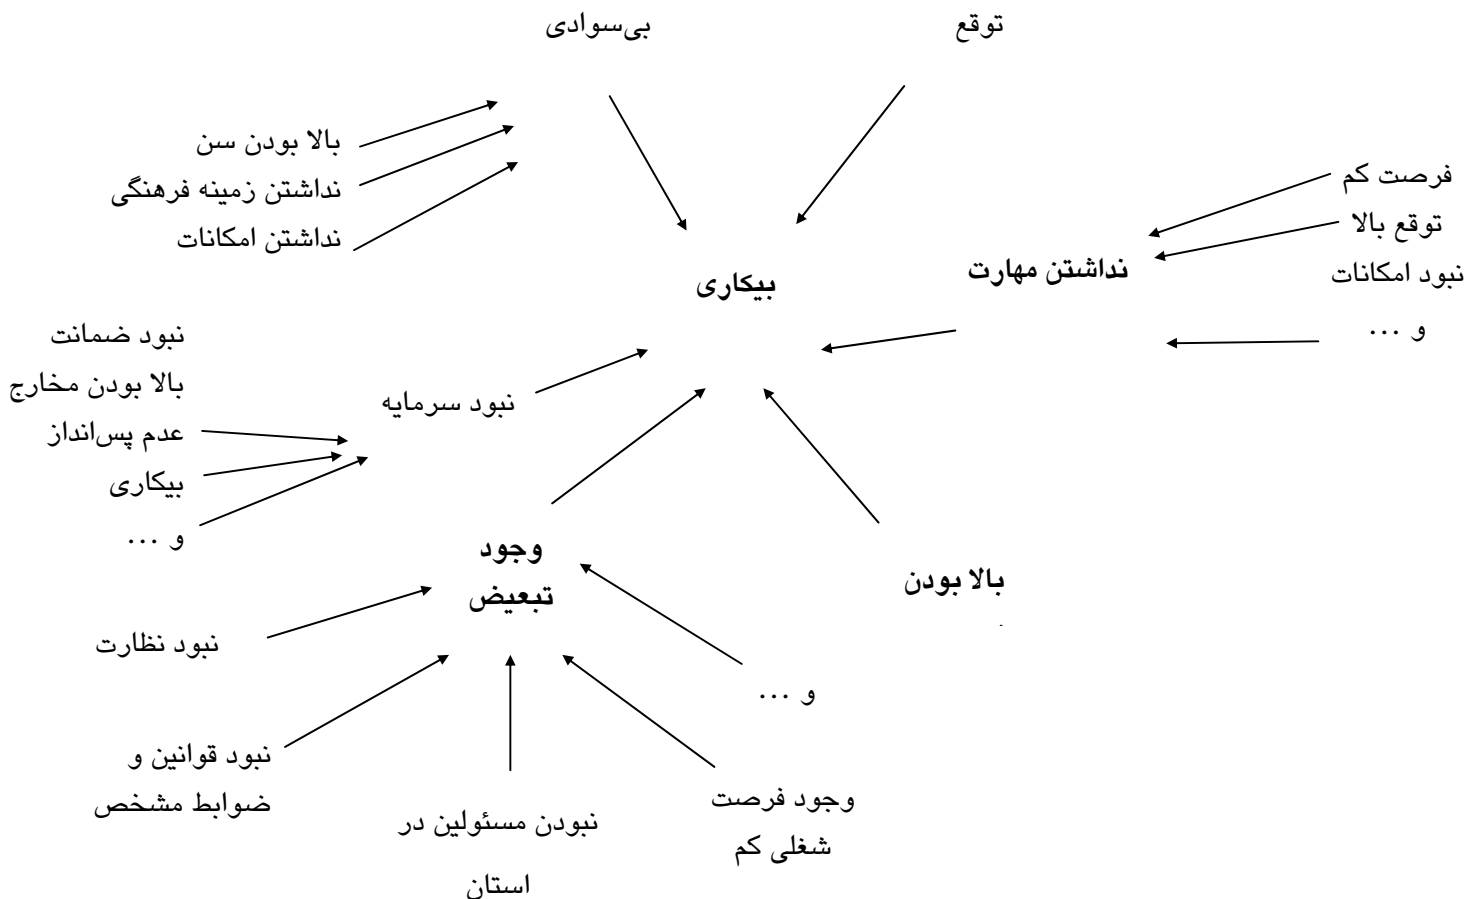 توقع
بی‌سوادی
بالا بودن سن
نداشتن زمینه فرهنگی
نداشتن امکانات
فرصت کم
توقع بالا
نبود امکانات
و ...
نداشتن مهارت
بیکاری
نبود ضمانت
بالا بودن مخارج
عدم پس‌انداز
بیکاری
و ...
نبود سرمایه
وجود
تبعیض
بالا بودن
نبود نظارت
و ...
نبود قوانین و
ضوابط مشخص
نبودن مسئولین در
استان
وجود فرصت
شغلی کم